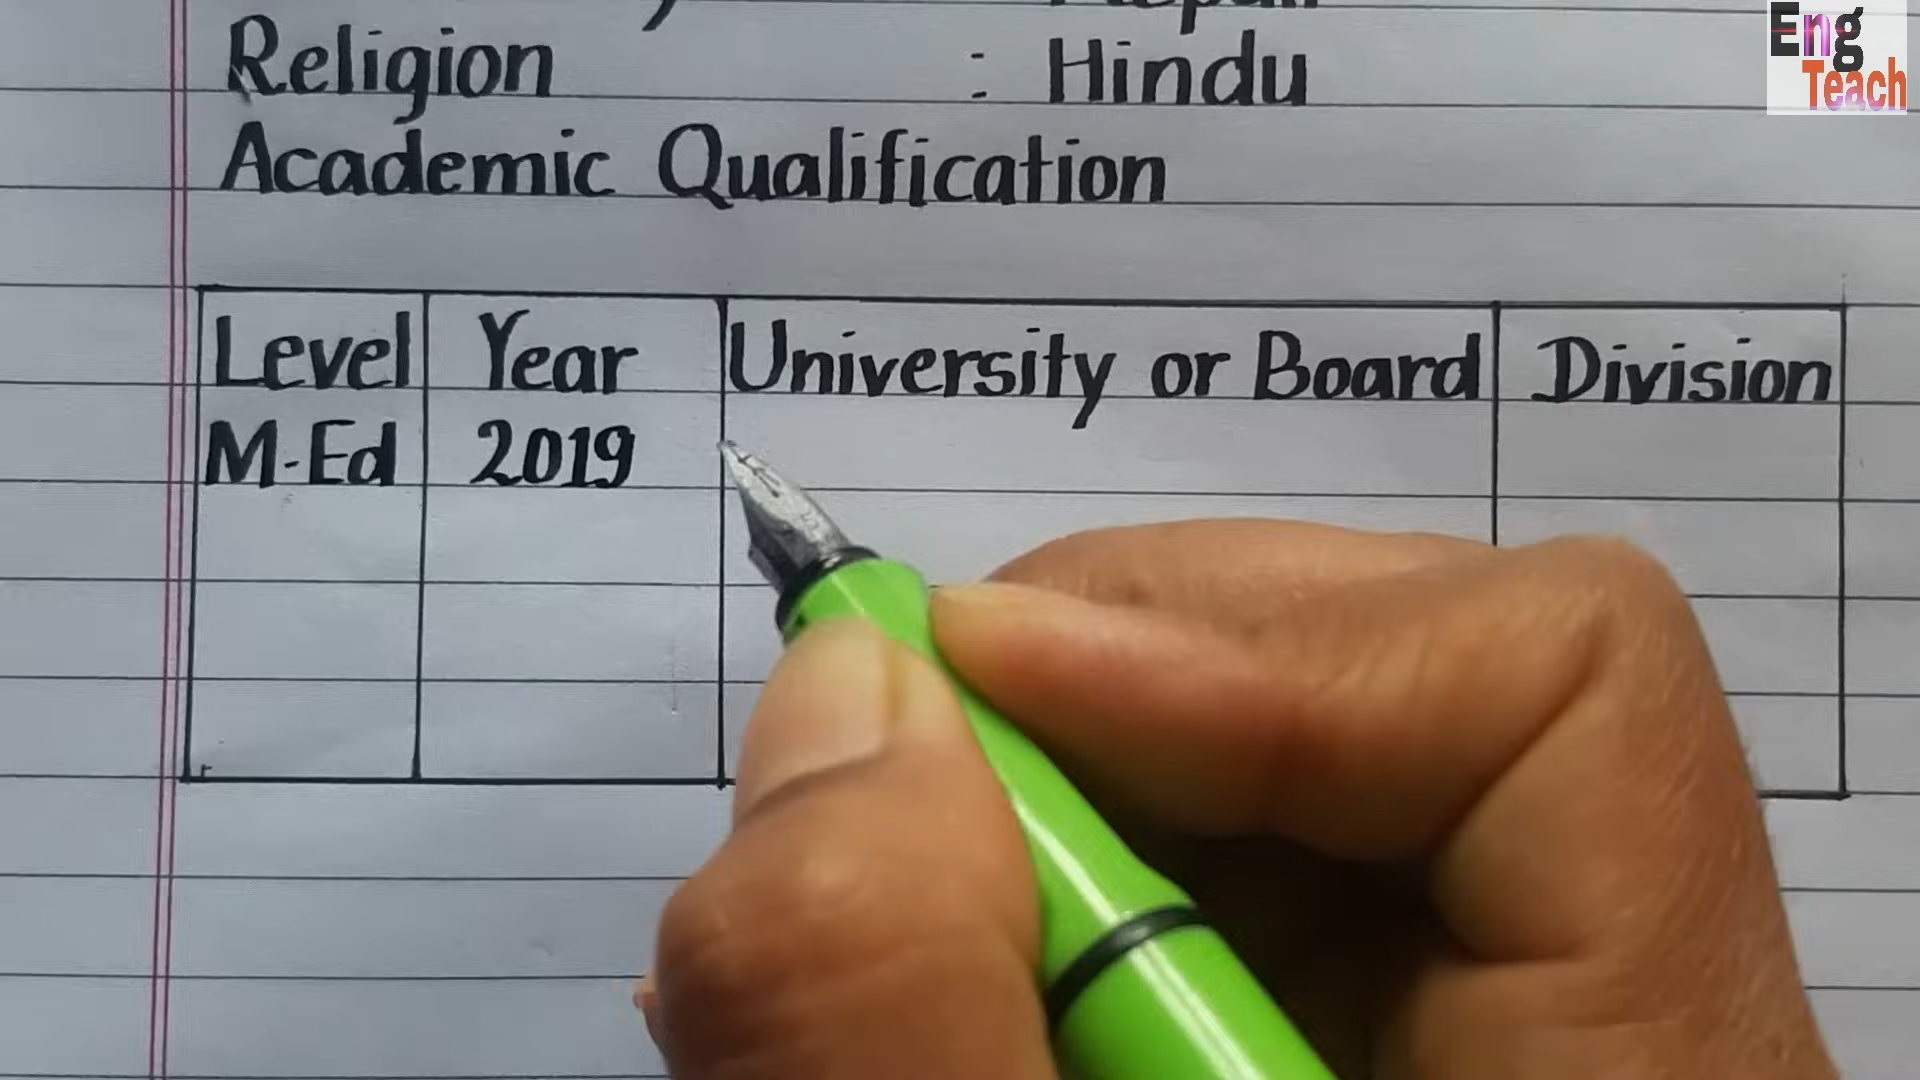 Eng
Teach
Religion : Hindu
Academic Qualification
Level Year University or Board Division
M-Ed 2019